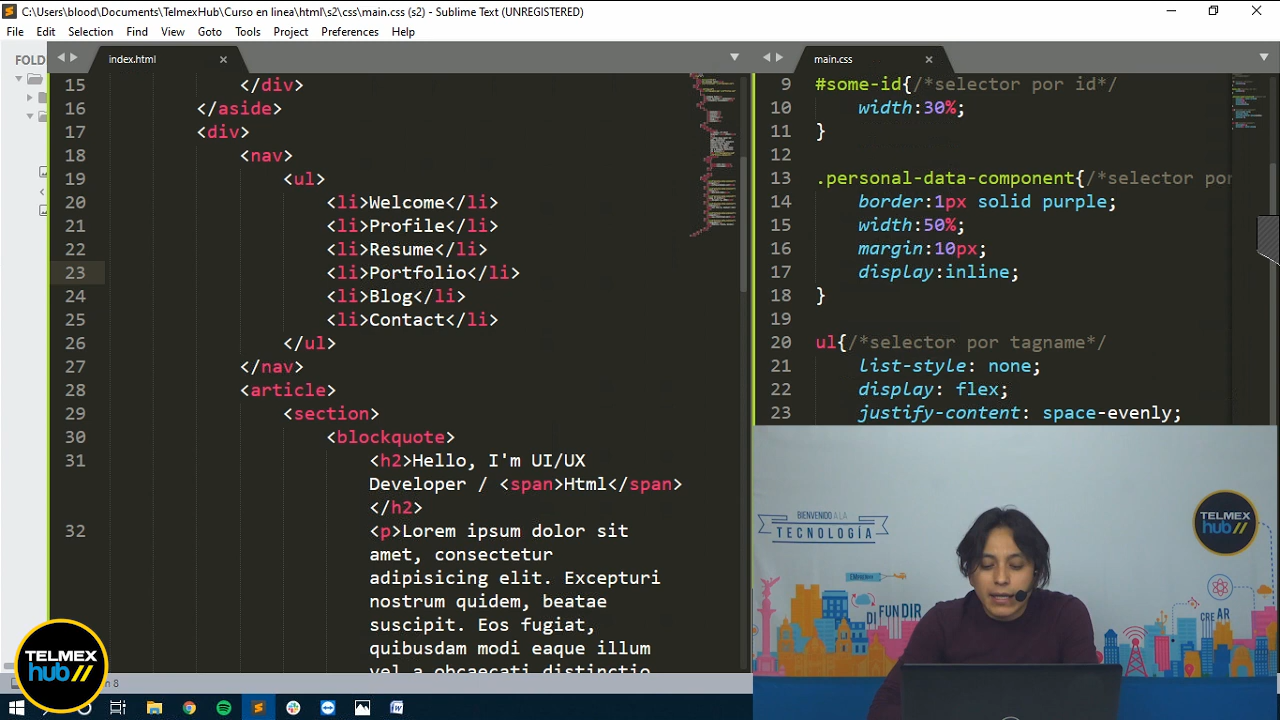 C:\Users\blood\Documents\TelmexHub\Curso en linea\html\s2\css\main.css (s2) - Sublime Text (UNREGISTERED)
File Edit Selection Find View Goto Tools Project Preferences Help
FOLD
index.html
15 </div>
16 </aside>
17 <div>
18 <nav>
19 <ul>
20 <li>Welcome</li>
21 <li>Profile</li>
22 <li>Resume</li>
23 <li>Portfolio</li>
24 <li>Blog</li>
25 <li>Contact</li>
26 </ul>
27 </nav>
28 <article>
29 <section>
30 <blockquote>
31 <h2>Hello, I'm UI/UX
Developer / <span>Html</span>
</h2>
32 <p>Lorem ipsum dolor sit
amet, consectetur
adipisicing elit. Excepturi
nostrum quidem, beatae
suscipit. Eos fugiat,
quibusdam modi eaque illum
vel a obcaecati distinctio
main.css
9 #some-id{/*selector por id*/
10 width:30%;
11 }
12
13 .personal-data-component{/*selector por
14 border:1px solid purple;
15 width:50%;
16 margin:10px;
17 display:inline;
18 }
19
20 ul{/*selector por tagname*/
21 list-style: none;
22 display: flex;
23 justify-content: space-evenly;
BIENVENIDO A LA
TECNOLOGÍA
TELMEX
hub//
DI FUN DIR
CRE AR
TELMEX
hub//
n 8